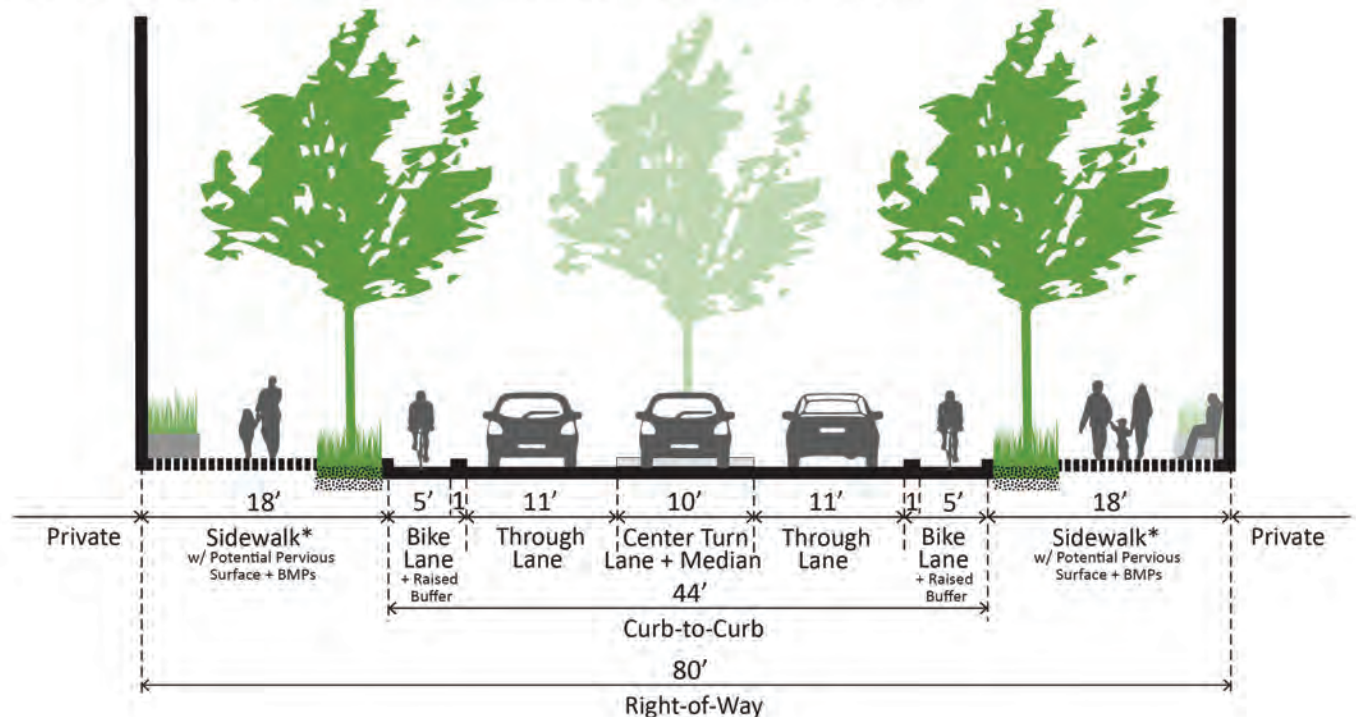 18’ 5’ 1’ 11’ 10’ 11’ 1’ 5’ 18’
Private
Sidewalk*
w/ Potential Pervious
Surface + BMPs
Bike
Lane
+ Raised
Buffer
Through
Lane
Center Turn
Lane + Median
Through
Lane
Bike
Lane
+ Raised
Buffer
Sidewalk*
w/ Potential Pervious
Surface + BMPs
Private
44’
Curb-to-Curb
80’
Right-of-Way